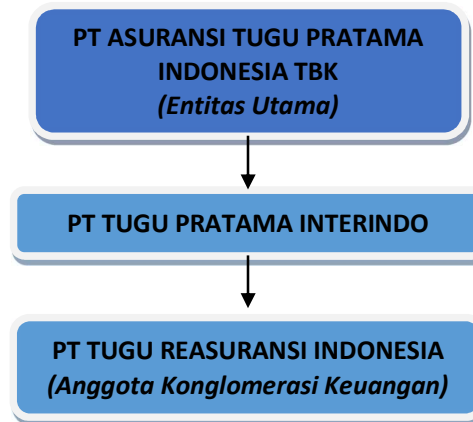 PT ASURANSI TUGU PRATAMA
INDONESIA TBK
(Entitas Utama)
PT TUGU PRATAMA INTERINDO
PT TUGU REASURANSI INDONESIA
(Anggota Konglomerasi Keuangan)